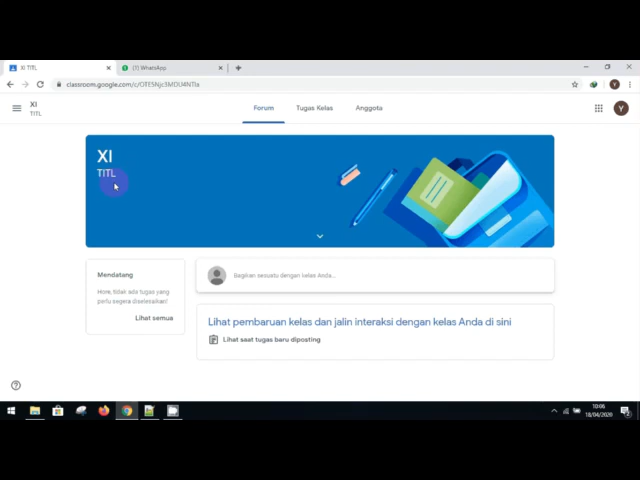 XI TITL
(1) WhatsApp
classroom.google.com/c/OTE5Njc3MDU4NTla
XI
TITL
Forum
Tugas Kelas
Anggota
Y
XI
TITL
Mendatang
Hore, tidak ada tugas yang
perlu segera diselesaikan!
Lihat semua
Bagikan sesuatu dengan kelas Anda...
Lihat pembaruan kelas dan jalin interaksi dengan kelas Anda di sini
Lihat saat tugas baru diposting
10:06
18/04/2020